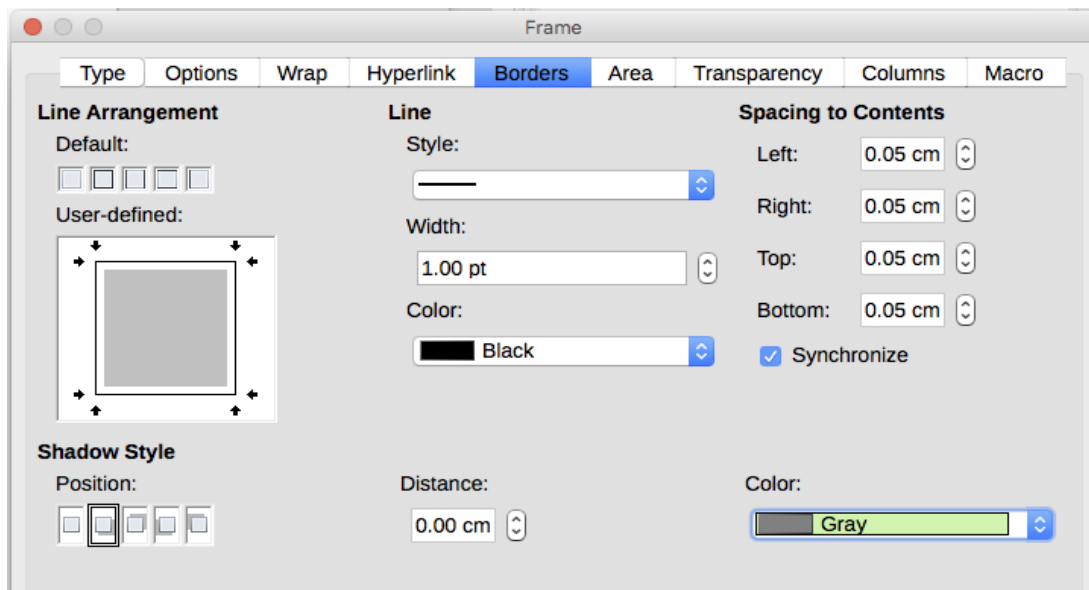 Frame
Type Options Wrap Hyperlink Borders Area Transparency Columns Macro
Line Arrangement
Default:
User-defined:
Line
Style:
Width:
1.00 pt
Color:
Black
Spacing to Contents
Left: 0.05 cm
Right: 0.05 cm
Top: 0.05 cm
Bottom: 0.05 cm
Synchronize
Shadow Style
Position:
Distance:
0.00 cm
Color:
Gray